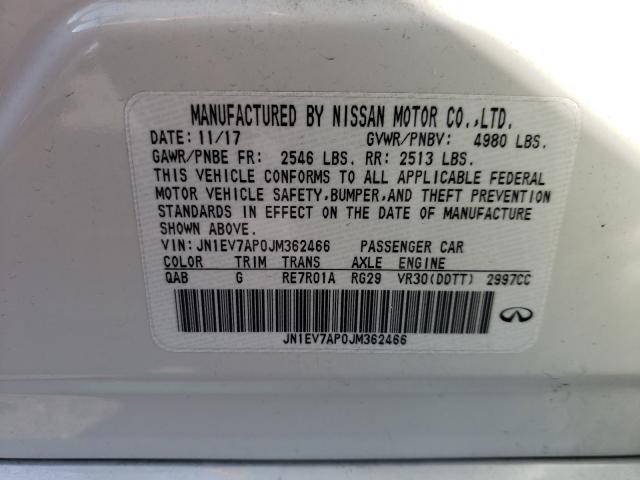 MANUFACTURED BY NISSAN MOTOR CO.,LTD.
DATE: 11/17 GVWR/PNBV: 4980 LBS.
GAWR/PNBE FR: 2546 LBS. RR: 2513 LBS.
THIS VEHICLE CONFORMS TO ALL APPLICABLE FEDERAL
MOTOR VEHICLE SAFETY,BUMPER,AND THEFT PREVENTION
STANDARDS IN EFFECT ON THE DATE OF MANUFACTURE
SHOWN ABOVE.
VIN: JN1EV7AP0JM362466 PASSENGER CAR
COLOR TRIM TRANS AXLE ENGINE
QAB G RE7R01A RG29 VR30(DDTT) 2997CC
JN1EV7AP0JM362466